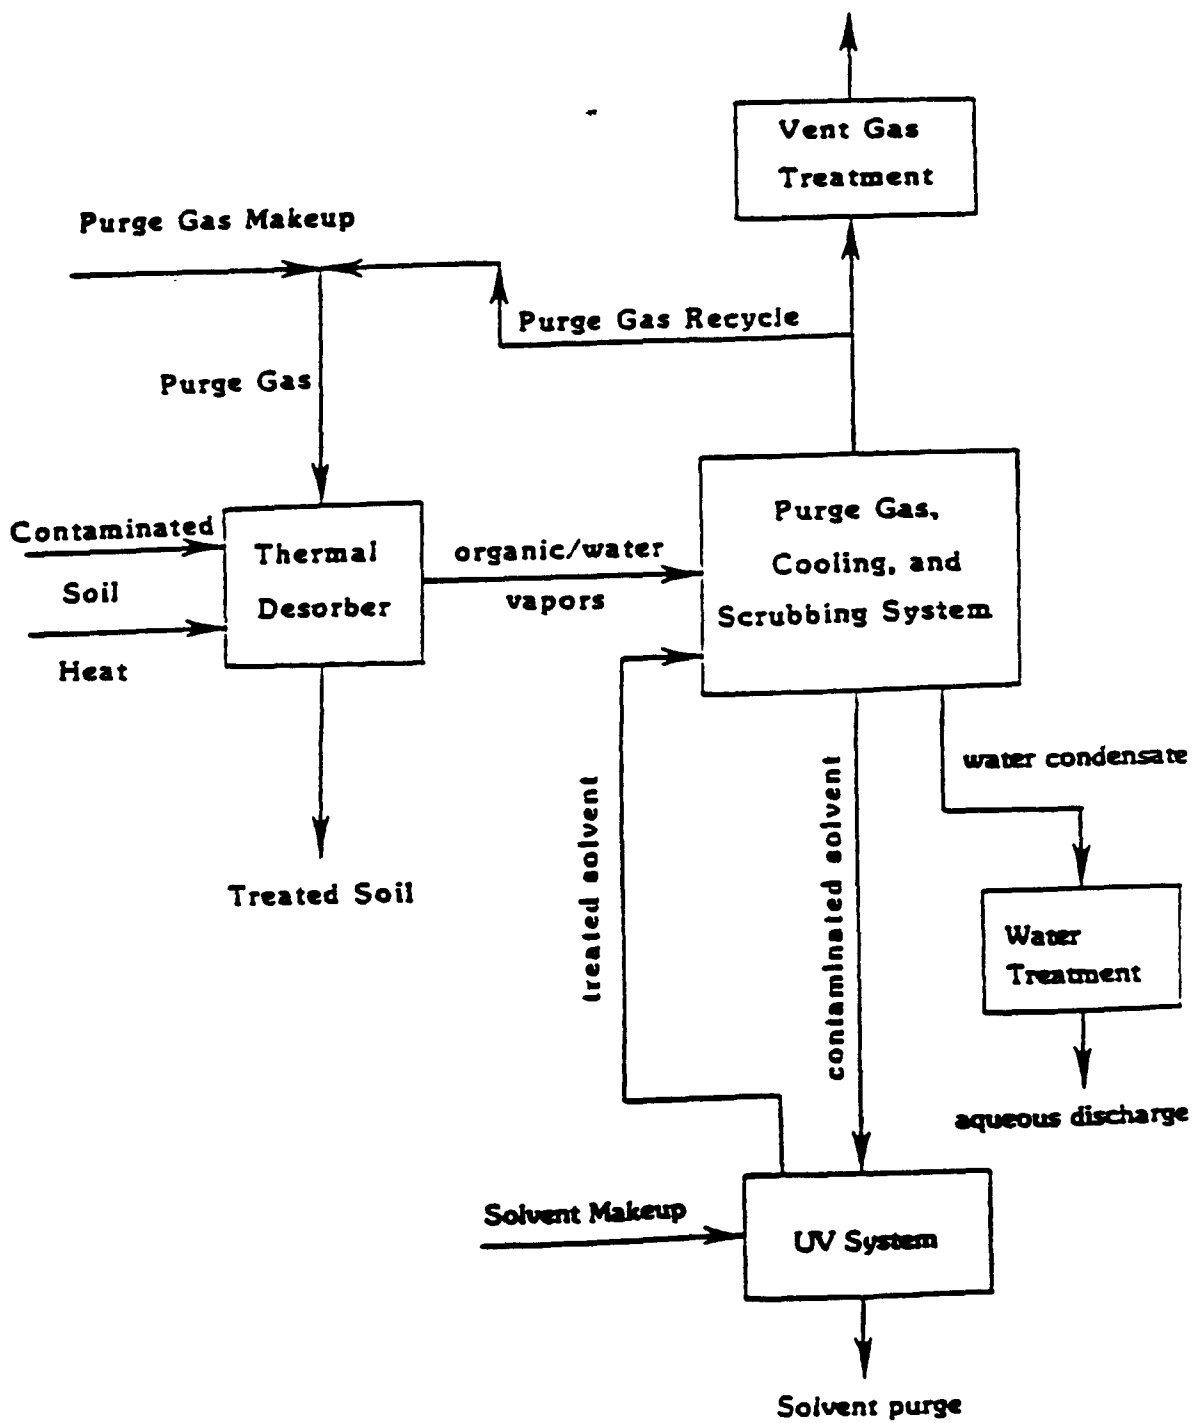 Vent Gas
Treatment
Purge Gas Makeup
Purge Gas Recycle
Purge Gas
Contaminated
Soil
Heat
Thermal
Desorber
organic/water
vapors
Purge Gas,
Cooling, and
Scrubbing System
Treated Soil
treated solvent
contaminated solvent
water condensate
Water
Treatment
aqueous discharge
Solvent Makeup
UV System
Solvent purge